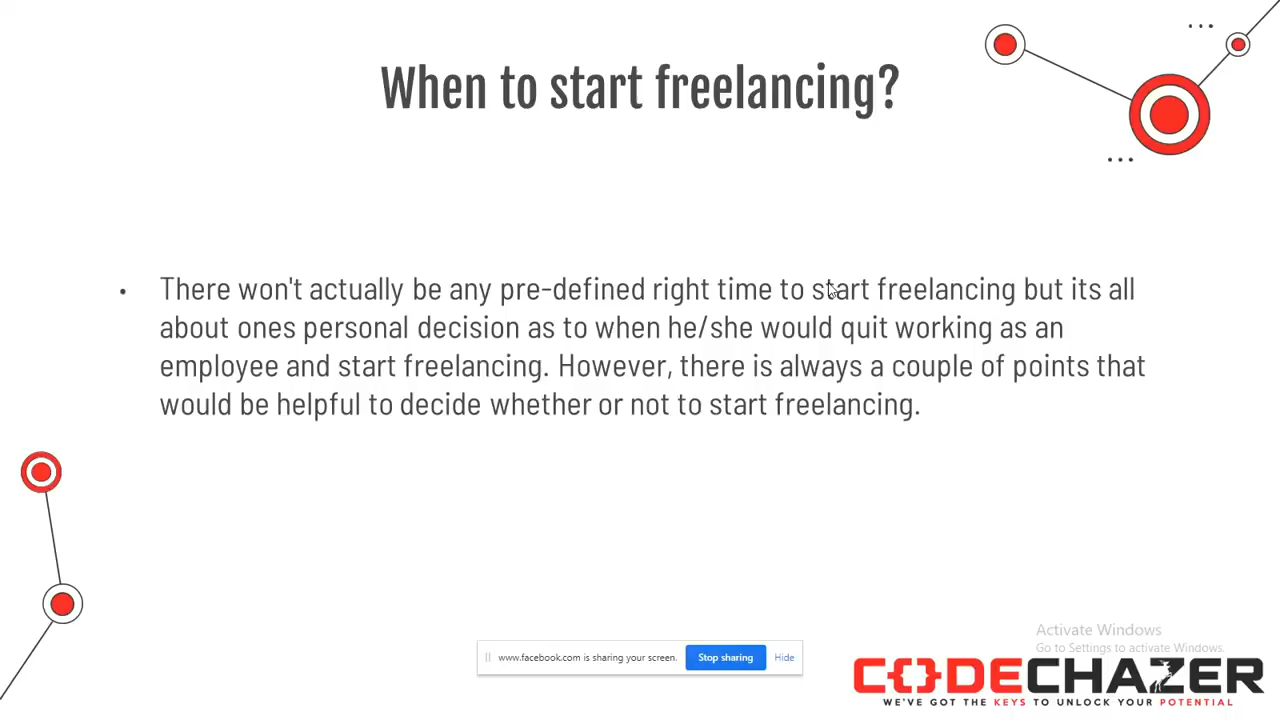 When to start freelancing?
• There won't actually be any pre-defined right time to start freelancing but its all
about ones personal decision as to when he/she would quit working as an
employee and start freelancing. However, there is always a couple of points that
would be helpful to decide whether or not to start freelancing.
Activate Windows
Go to Settings to activate Windows.
www.facebook.com is sharing your screen. Stop sharing Hide
C{}DECHAZER
WE'VE GOT THE KEYS TO UNLOCK YOUR POTENTIAL